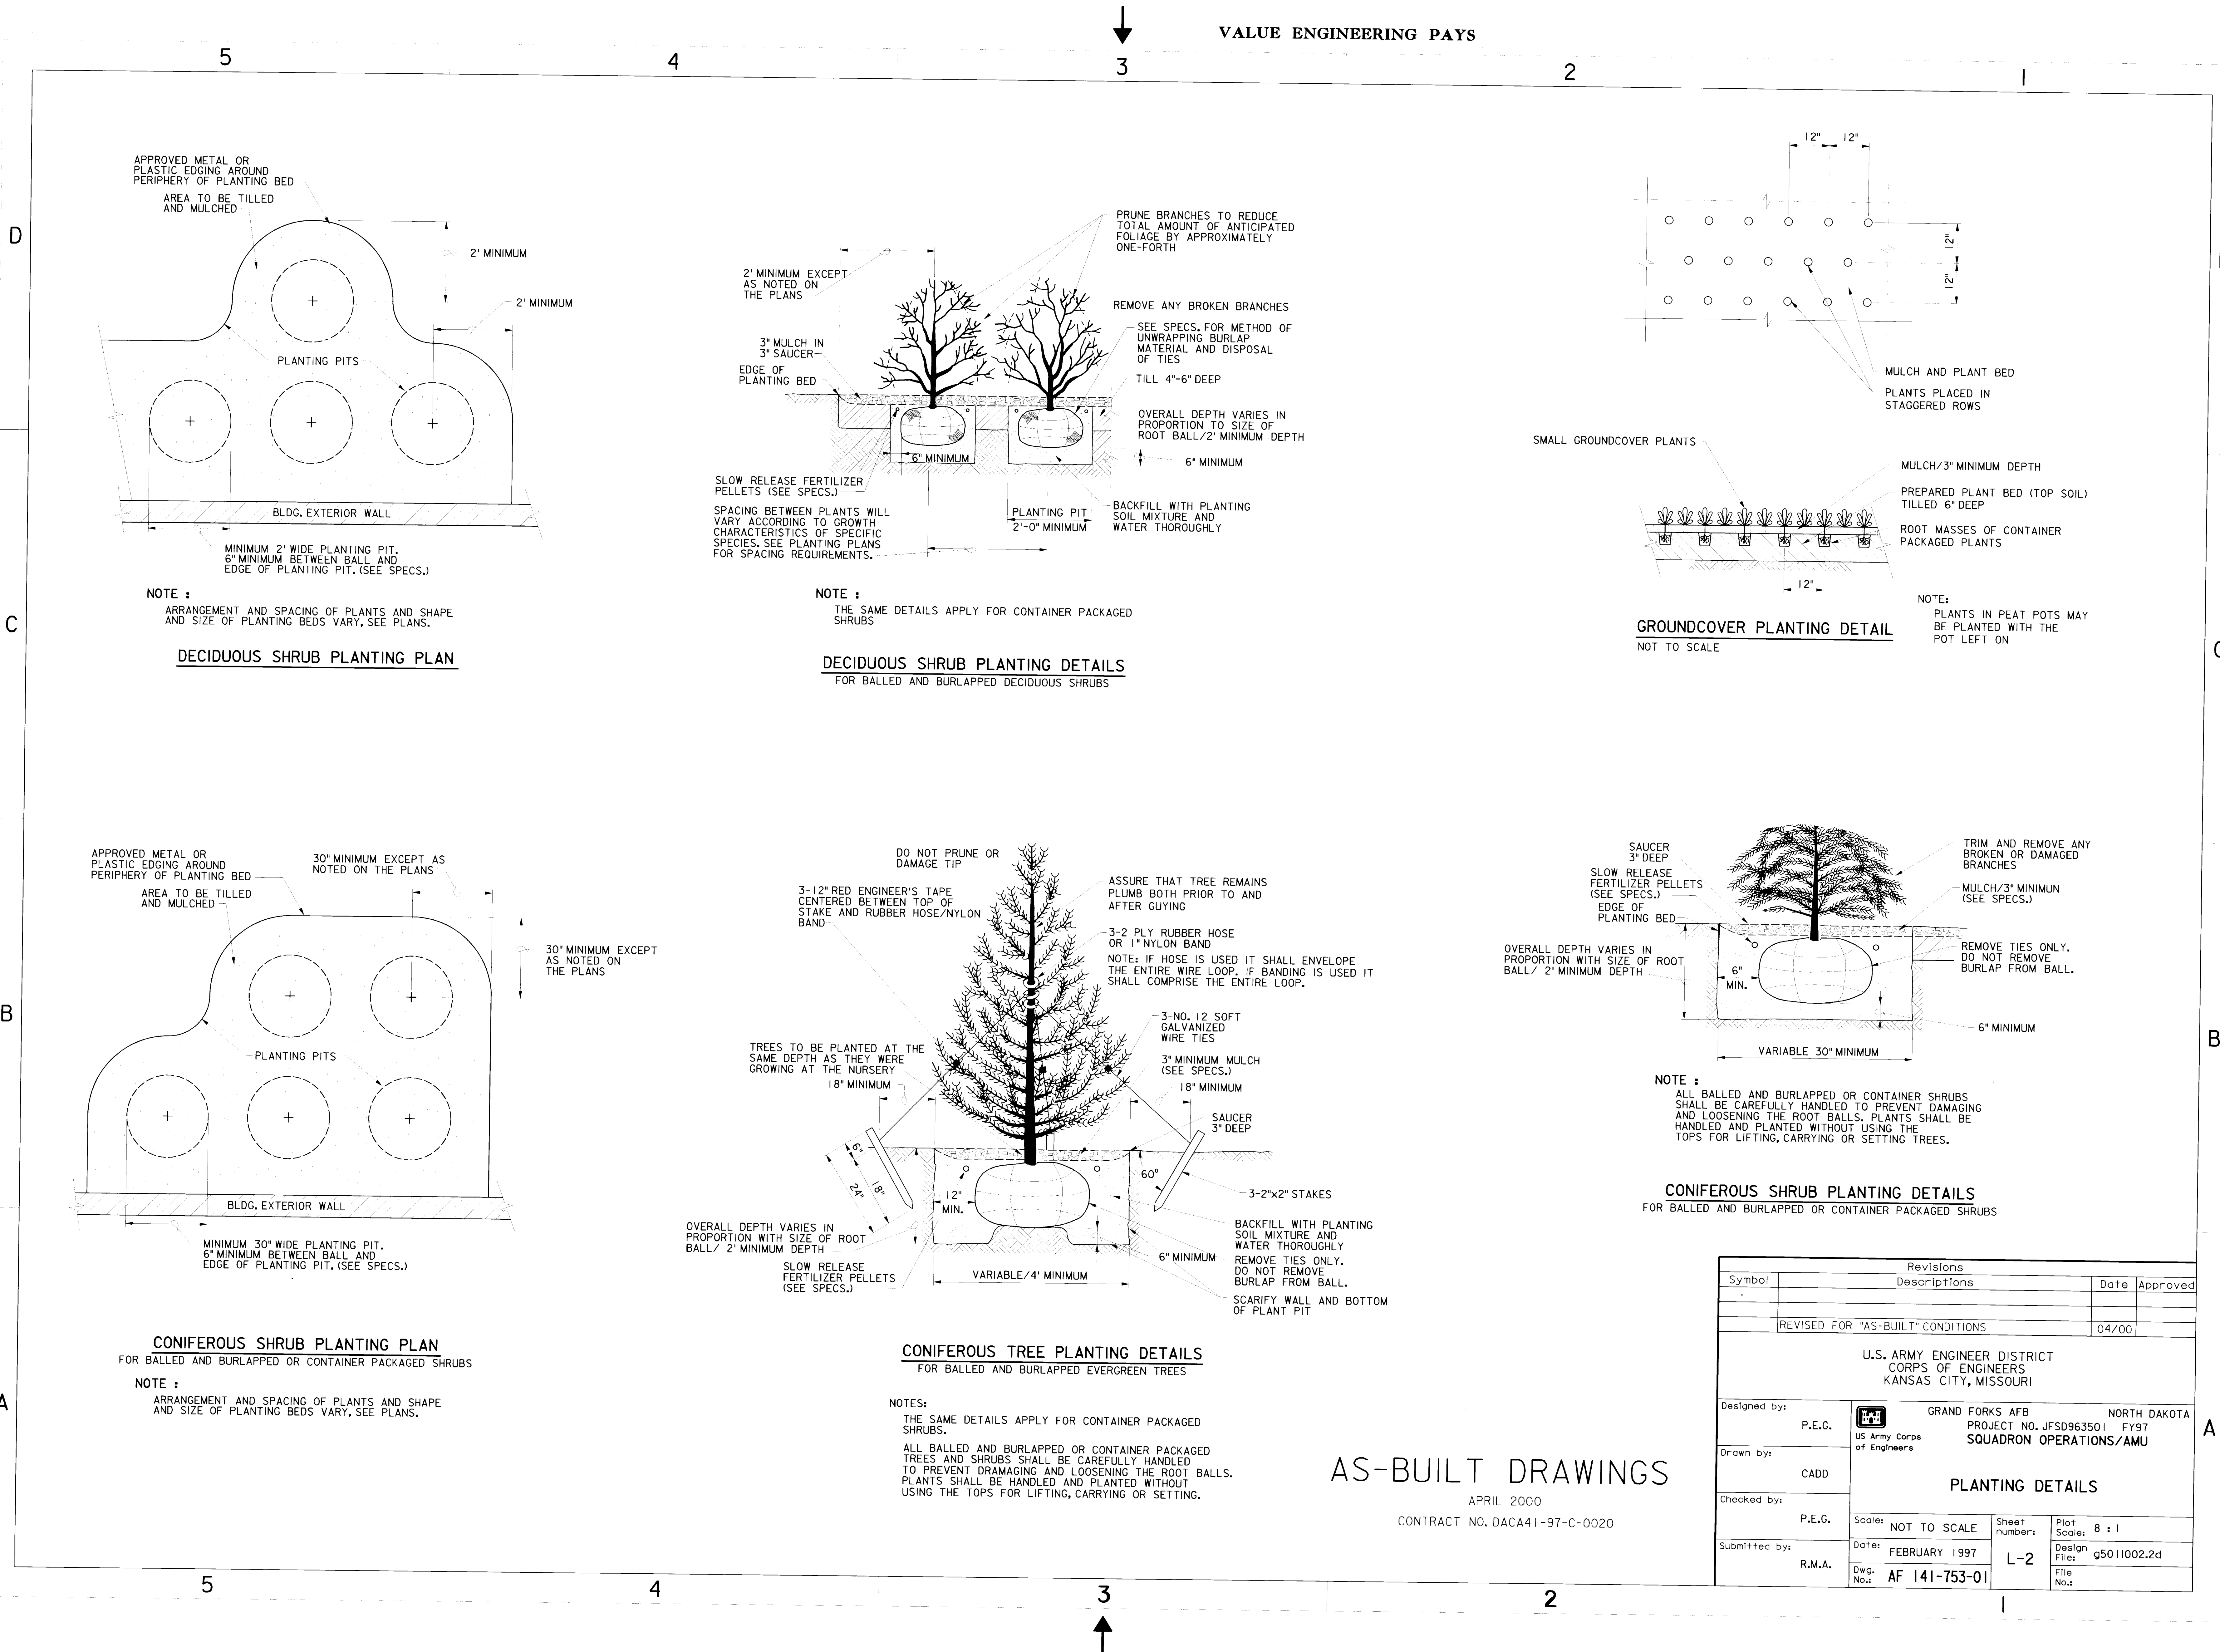 VALUE ENGINEERING PAYS
5
4
3
2
1
D
C
B
A
APPROVED METAL OR
PLASTIC EDGING AROUND
PERIPHERY OF PLANTING BED
AREA TO BE TILLED
AND MULCHED
2' MINIMUM
2' MINIMUM
PLANTING PITS
BLDG. EXTERIOR WALL
MINIMUM 2' WIDE PLANTING PIT.
6" MINIMUM BETWEEN BALL AND
EDGE OF PLANTING PIT. (SEE SPECS.)
NOTE :
ARRANGEMENT AND SPACING OF PLANTS AND SHAPE
AND SIZE OF PLANTING BEDS VARY, SEE PLANS.
DECIDUOUS SHRUB PLANTING PLAN
PRUNE BRANCHES TO REDUCE
TOTAL AMOUNT OF ANTICIPATED
FOLIAGE BY APPROXIMATELY
ONE-FORTH
2' MINIMUM EXCEPT
AS NOTED ON
THE PLANS
REMOVE ANY BROKEN BRANCHES
SEE SPECS. FOR METHOD OF
UNWRAPPING BURLAP
MATERIAL AND DISPOSAL
OF TIES
3" MULCH IN
3" SAUCER
EDGE OF
PLANTING BED
TILL 4"-6" DEEP
OVERALL DEPTH VARIES IN
PROPORTION TO SIZE OF
ROOT BALL/2' MINIMUM DEPTH
6" MINIMUM
6" MINIMUM
SLOW RELEASE FERTILIZER
PELLETS (SEE SPECS.)
SPACING BETWEEN PLANTS WILL
VARY ACCORDING TO GROWTH
CHARACTERISTICS OF SPECIFIC
SPECIES. SEE PLANTING PLANS
FOR SPACING REQUIREMENTS.
PLANTING PIT
2'-0" MINIMUM
BACKFILL WITH PLANTING
SOIL MIXTURE AND
WATER THOROUGHLY
NOTE :
THE SAME DETAILS APPLY FOR CONTAINER PACKAGED
SHRUBS
DECIDUOUS SHRUB PLANTING DETAILS
FOR BALLED AND BURLAPPED DECIDUOUS SHRUBS
12" 12"
12"
12"
MULCH AND PLANT BED
PLANTS PLACED IN
STAGGERED ROWS
SMALL GROUNDCOVER PLANTS
MULCH/3" MINIMUM DEPTH
PREPARED PLANT BED (TOP SOIL)
TILLED 6" DEEP
ROOT MASSES OF CONTAINER
PACKAGED PLANTS
12"
NOTE:
PLANTS IN PEAT POTS MAY
BE PLANTED WITH THE
POT LEFT ON
GROUNDCOVER PLANTING DETAIL
NOT TO SCALE
APPROVED METAL OR
PLASTIC EDGING AROUND
PERIPHERY OF PLANTING BED
AREA TO BE TILLED
AND MULCHED
30" MINIMUM EXCEPT AS
NOTED ON THE PLANS
30" MINIMUM EXCEPT
AS NOTED ON
THE PLANS
PLANTING PITS
BLDG. EXTERIOR WALL
MINIMUM 30" WIDE PLANTING PIT.
6" MINIMUM BETWEEN BALL AND
EDGE OF PLANTING PIT. (SEE SPECS.)
CONIFEROUS SHRUB PLANTING PLAN
FOR BALLED AND BURLAPPED OR CONTAINER PACKAGED SHRUBS
NOTE :
ARRANGEMENT AND SPACING OF PLANTS AND SHAPE
AND SIZE OF PLANTING BEDS VARY, SEE PLANS.
DO NOT PRUNE OR
DAMAGE TIP
3-12" RED ENGINEER'S TAPE
CENTERED BETWEEN TOP OF
STAKE AND RUBBER HOSE/NYLON
BAND
ASSURE THAT TREE REMAINS
PLUMB BOTH PRIOR TO AND
AFTER GUYING
3-2 PLY RUBBER HOSE
OR 1" NYLON BAND
NOTE: IF HOSE IS USED IT SHALL ENVELOPE
THE ENTIRE WIRE LOOP. IF BANDING IS USED IT
SHALL COMPRISE THE ENTIRE LOOP.
3-NO. 12 SOFT
GALVANIZED
WIRE TIES
TREES TO BE PLANTED AT THE
SAME DEPTH AS THEY WERE
GROWING AT THE NURSERY
3" MINIMUM MULCH
(SEE SPECS.)
18" MINIMUM
18" MINIMUM
SAUCER
3" DEEP
6"
18"
24"
12"
MIN.
60°
3-2"x2" STAKES
OVERALL DEPTH VARIES IN
PROPORTION WITH SIZE OF ROOT
BALL/ 2' MINIMUM DEPTH
BACKFILL WITH PLANTING
SOIL MIXTURE AND
WATER THOROUGHLY
6" MINIMUM
REMOVE TIES ONLY.
DO NOT REMOVE
BURLAP FROM BALL.
SLOW RELEASE
FERTILIZER PELLETS
(SEE SPECS.)
VARIABLE/4' MINIMUM
SCARIFY WALL AND BOTTOM
OF PLANT PIT
CONIFEROUS TREE PLANTING DETAILS
FOR BALLED AND BURLAPPED EVERGREEN TREES
NOTES:
THE SAME DETAILS APPLY FOR CONTAINER PACKAGED
SHRUBS.
ALL BALLED AND BURLAPPED OR CONTAINER PACKAGED
TREES AND SHRUBS SHALL BE CAREFULLY HANDLED
TO PREVENT DRAMAGING AND LOOSENING THE ROOT BALLS.
PLANTS SHALL BE HANDLED AND PLANTED WITHOUT
USING THE TOPS FOR LIFTING, CARRYING OR SETTING.
SAUCER
3" DEEP
SLOW RELEASE
FERTILIZER PELLETS
(SEE SPECS.)
EDGE OF
PLANTING BED
TRIM AND REMOVE ANY
BROKEN OR DAMAGED
BRANCHES
MULCH/3" MINIMUN
(SEE SPECS.)
OVERALL DEPTH VARIES IN
PROPORTION WITH SIZE OF ROOT
BALL/ 2' MINIMUM DEPTH
6"
MIN.
REMOVE TIES ONLY.
DO NOT REMOVE
BURLAP FROM BALL.
6" MINIMUM
VARIABLE 30" MINIMUM
NOTE :
ALL BALLED AND BURLAPPED OR CONTAINER SHRUBS
SHALL BE CAREFULLY HANDLED TO PREVENT DAMAGING
AND LOOSENING THE ROOT BALLS. PLANTS SHALL BE
HANDLED AND PLANTED WITHOUT USING THE
TOPS FOR LIFTING, CARRYING OR SETTING TREES.
CONIFEROUS SHRUB PLANTING DETAILS
FOR BALLED AND BURLAPPED OR CONTAINER PACKAGED SHRUBS
AS-BUILT DRAWINGS
APRIL 2000
CONTRACT NO. DACA41-97-C-0020
Revisions
Symbol Descriptions Date Approved
REVISED FOR "AS-BUILT" CONDITIONS 04/00
U.S. ARMY ENGINEER DISTRICT
CORPS OF ENGINEERS
KANSAS CITY, MISSOURI
Designed by:
P.E.G.
Drawn by:
CADD
Checked by:
P.E.G.
Submitted by:
R.M.A.
US Army Corps
of Engineers
GRAND FORKS AFB NORTH DAKOTA
PROJECT NO. JFSD963501 FY97
SQUADRON OPERATIONS/AMU
PLANTING DETAILS
Scale: NOT TO SCALE
Date: FEBRUARY 1997
Dwg. No.: AF 141-753-01
Sheet number:
L-2
Plot Scale: 8 : 1
Design File: g5011002.2d
File No.:
C
B
A
5
4
3
2
1